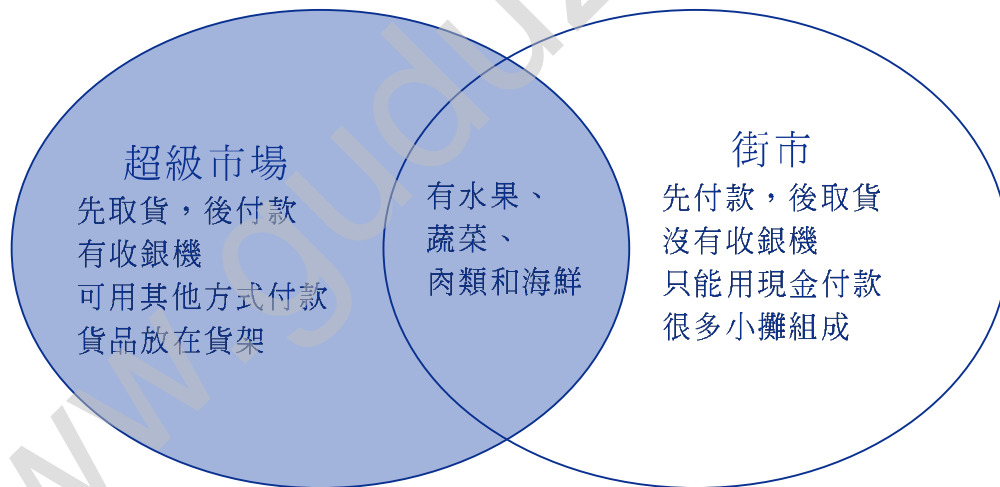 超級市場
先取貨，後付款
有收銀機
可用其他方式付款
貨品放在貨架
有水果、
蔬菜、
肉類和海鮮
街市
先付款，後取貨
沒有收銀機
只能用現金付款
很多小攤組成